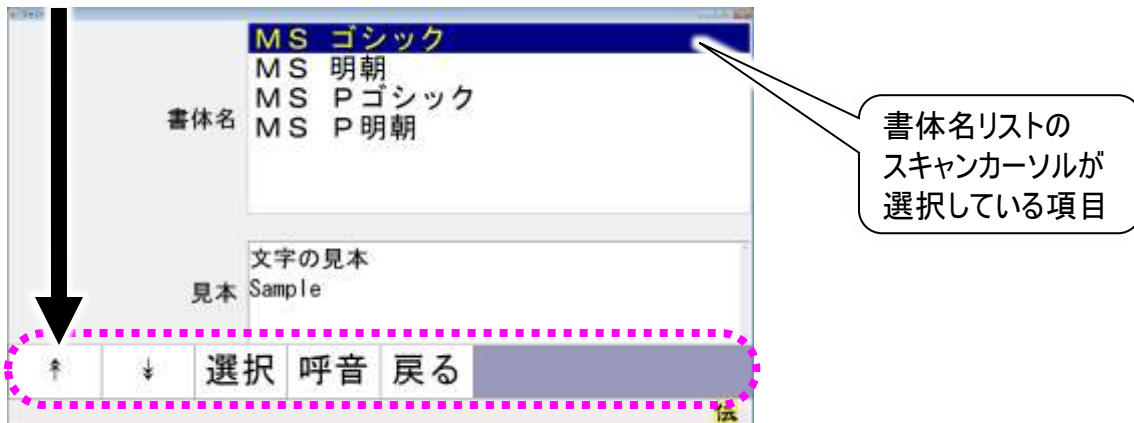 ＭＳ ゴシック
ＭＳ 明朝
ＭＳ Ｐゴシック
書体名
ＭＳ Ｐ明朝
書体名リストの
スキャンカーソルが
選択している項目
文字の見本
見本
Sample
↟ ↡ 選択 呼音 戻る
伝